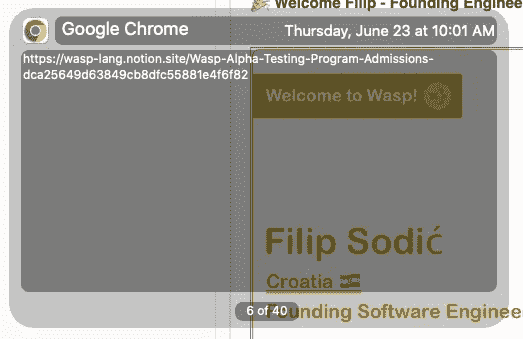 Welcome Filip - Founding Enginee
Google Chrome
Thursday, June 23 at 10:01 AM
https://wasp-lang.notion.site/Wasp-Alpha-Testing-Program-Admissions-
dca25649d63849cb8dfc55881e4f6f82
Welcome to Wasp!
Filip Sodić
Croatia
6 of 40
Founding Software Enginee